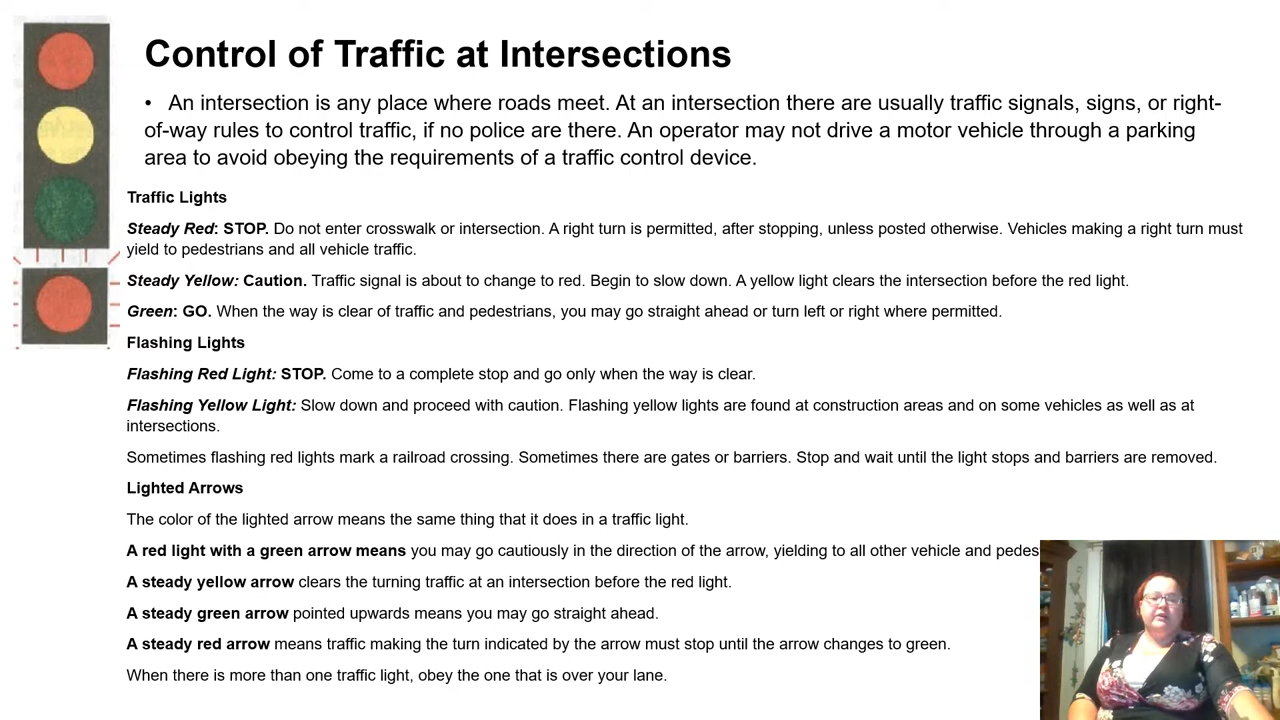 Control of Traffic at Intersections
• An intersection is any place where roads meet. At an intersection there are usually traffic signals, signs, or right-
of-way rules to control traffic, if no police are there. An operator may not drive a motor vehicle through a parking
area to avoid obeying the requirements of a traffic control device.
Traffic Lights
Steady Red: STOP. Do not enter crosswalk or intersection. A right turn is permitted, after stopping, unless posted otherwise. Vehicles making a right turn must
yield to pedestrians and all vehicle traffic.
Steady Yellow: Caution. Traffic signal is about to change to red. Begin to slow down. A yellow light clears the intersection before the red light.
Green: GO. When the way is clear of traffic and pedestrians, you may go straight ahead or turn left or right where permitted.
Flashing Lights
Flashing Red Light: STOP. Come to a complete stop and go only when the way is clear.
Flashing Yellow Light: Slow down and proceed with caution. Flashing yellow lights are found at construction areas and on some vehicles as well as at
intersections.
Sometimes flashing red lights mark a railroad crossing. Sometimes there are gates or barriers. Stop and wait until the light stops and barriers are removed.
Lighted Arrows
The color of the lighted arrow means the same thing that it does in a traffic light.
A red light with a green arrow means you may go cautiously in the direction of the arrow, yielding to all other vehicle and pedes
A steady yellow arrow clears the turning traffic at an intersection before the red light.
A steady green arrow pointed upwards means you may go straight ahead.
A steady red arrow means traffic making the turn indicated by the arrow must stop until the arrow changes to green.
When there is more than one traffic light, obey the one that is over your lane.